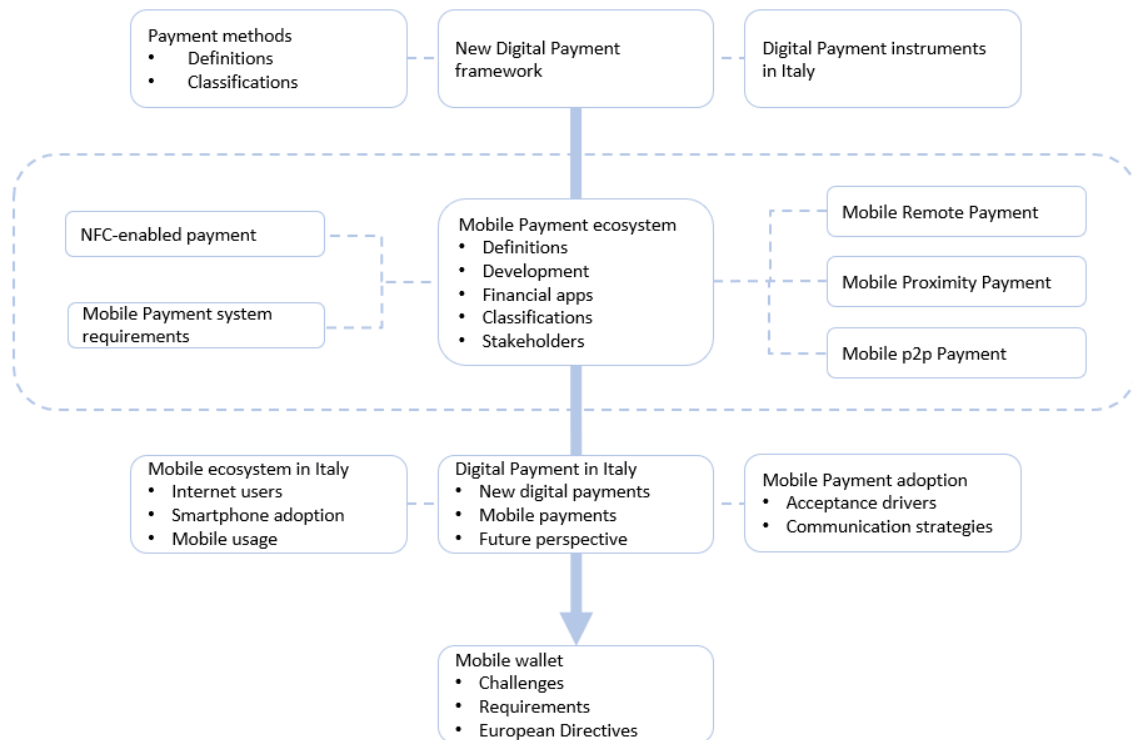 Payment methods
• Definitions
• Classifications
New Digital Payment
framework
Digital Payment instruments
in Italy
NFC-enabled payment
Mobile Payment system
requirements
Mobile Payment ecosystem
• Definitions
• Development
• Financial apps
• Classifications
• Stakeholders
Mobile Remote Payment
Mobile Proximity Payment
Mobile p2p Payment
Mobile ecosystem in Italy
• Internet users
• Smartphone adoption
• Mobile usage
Digital Payment in Italy
• New digital payments
• Mobile payments
• Future perspective
Mobile Payment adoption
• Acceptance drivers
• Communication strategies
Mobile wallet
• Challenges
• Requirements
• European Directives